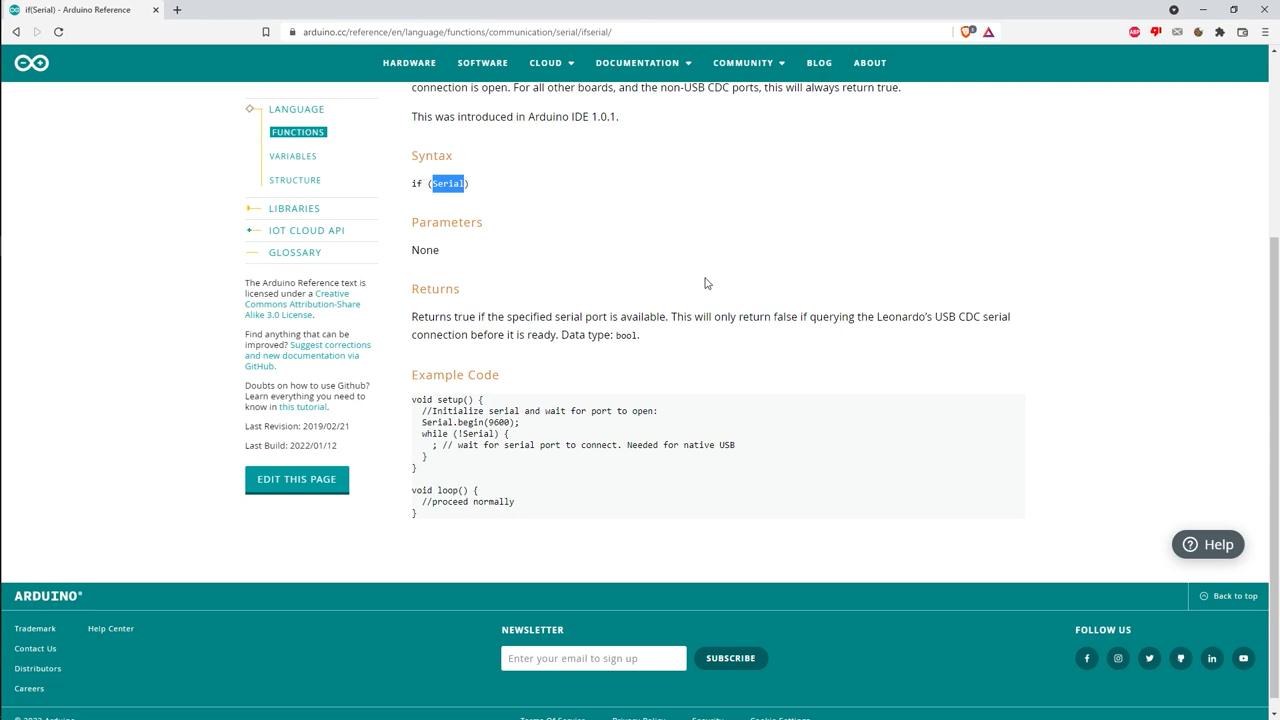 if(Serial) - Arduino Reference
arduino.cc/reference/en/language/functions/communication/serial/ifserial/
HARDWARE SOFTWARE CLOUD DOCUMENTATION COMMUNITY BLOG ABOUT
LANGUAGE
FUNCTIONS
VARIABLES
STRUCTURE
LIBRARIES
IOT CLOUD API
GLOSSARY
The Arduino Reference text is
licensed under a Creative
Commons Attribution-Share
Alike 3.0 License.
Find anything that can be
improved? Suggest corrections
and new documentation via
GitHub.
Doubts on how to use Github?
Learn everything you need to
know in this tutorial.
Last Revision: 2019/02/21
Last Build: 2022/01/12
EDIT THIS PAGE
connection is open. For all other boards, and the non-USB CDC ports, this will always return true.
This was introduced in Arduino IDE 1.0.1.
Syntax
if (Serial)
Parameters
None
Returns
Returns true if the specified serial port is available. This will only return false if querying the Leonardo's USB CDC serial
connection before it is ready. Data type: bool.
Example Code
void setup() {
//Initialize serial and wait for port to open:
Serial.begin(9600);
while (!Serial) {
; // wait for serial port to connect. Needed for native USB
}
}
void loop() {
//proceed normally
}
Help
ARDUINO®
Back to top
Trademark
Contact Us
Distributors
Careers
Help Center
NEWSLETTER
Enter your email to sign up
SUBSCRIBE
FOLLOW US
© 2022 Arduino
Terms Of Service Privacy Policy Security Cookie Settings